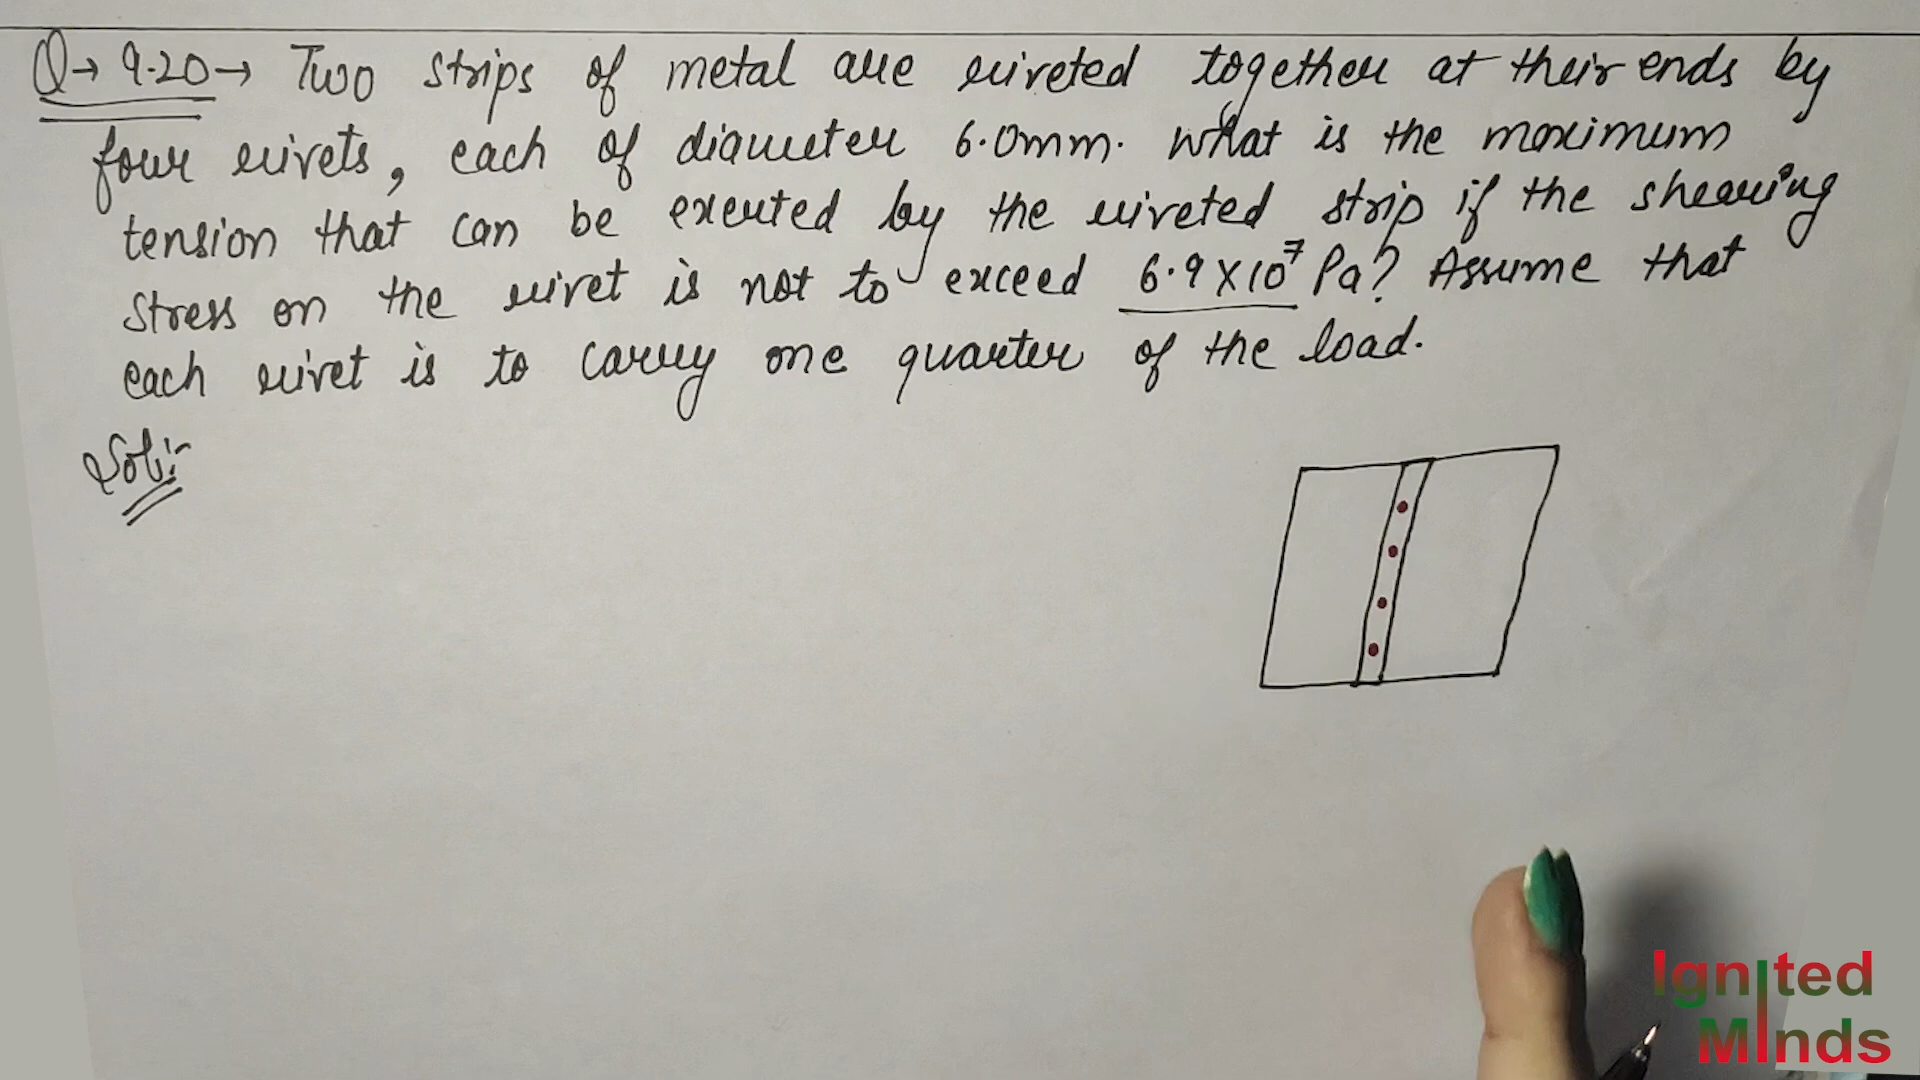 Q→ 9.20→ Two strips of metal are riveted together at their ends by
four rivets, each of diameter 6.0mm. What is the maximum
tension that can be exerted by the riveted strip if the shearing
stress on the rivet is not to exceed 6.9 X 10⁷ Pa? Assume that
each rivet is to carry one quarter of the load.
Sol:-
Ignited
Minds